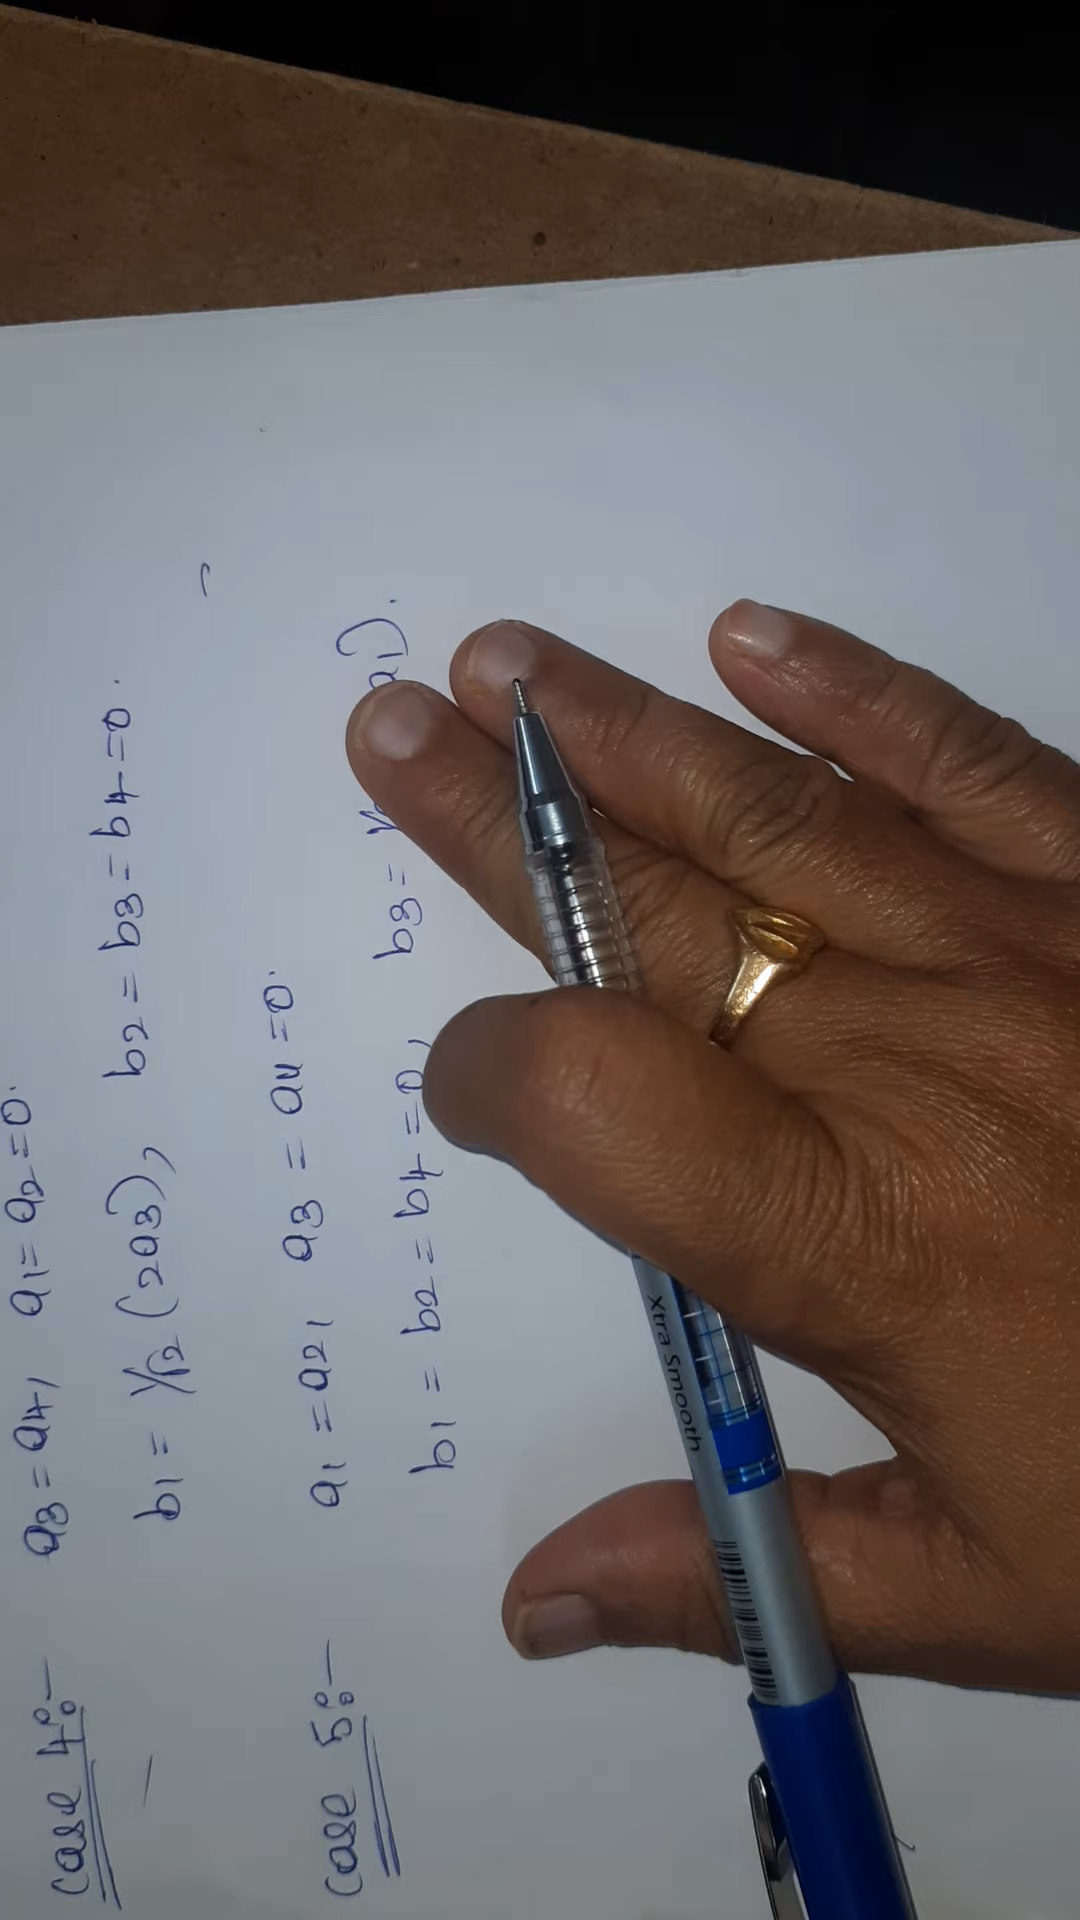 Case 4:- a3 = a4, a1 = a2 = 0.
b1 = 1/√2 (2a3), b2 = b3 = b4 = 0.
Case 5:- a1 = a2, a3 = a4 = 0.
b1 = b2 = b4 = 0, b3 = a1).
Xtra Smooth